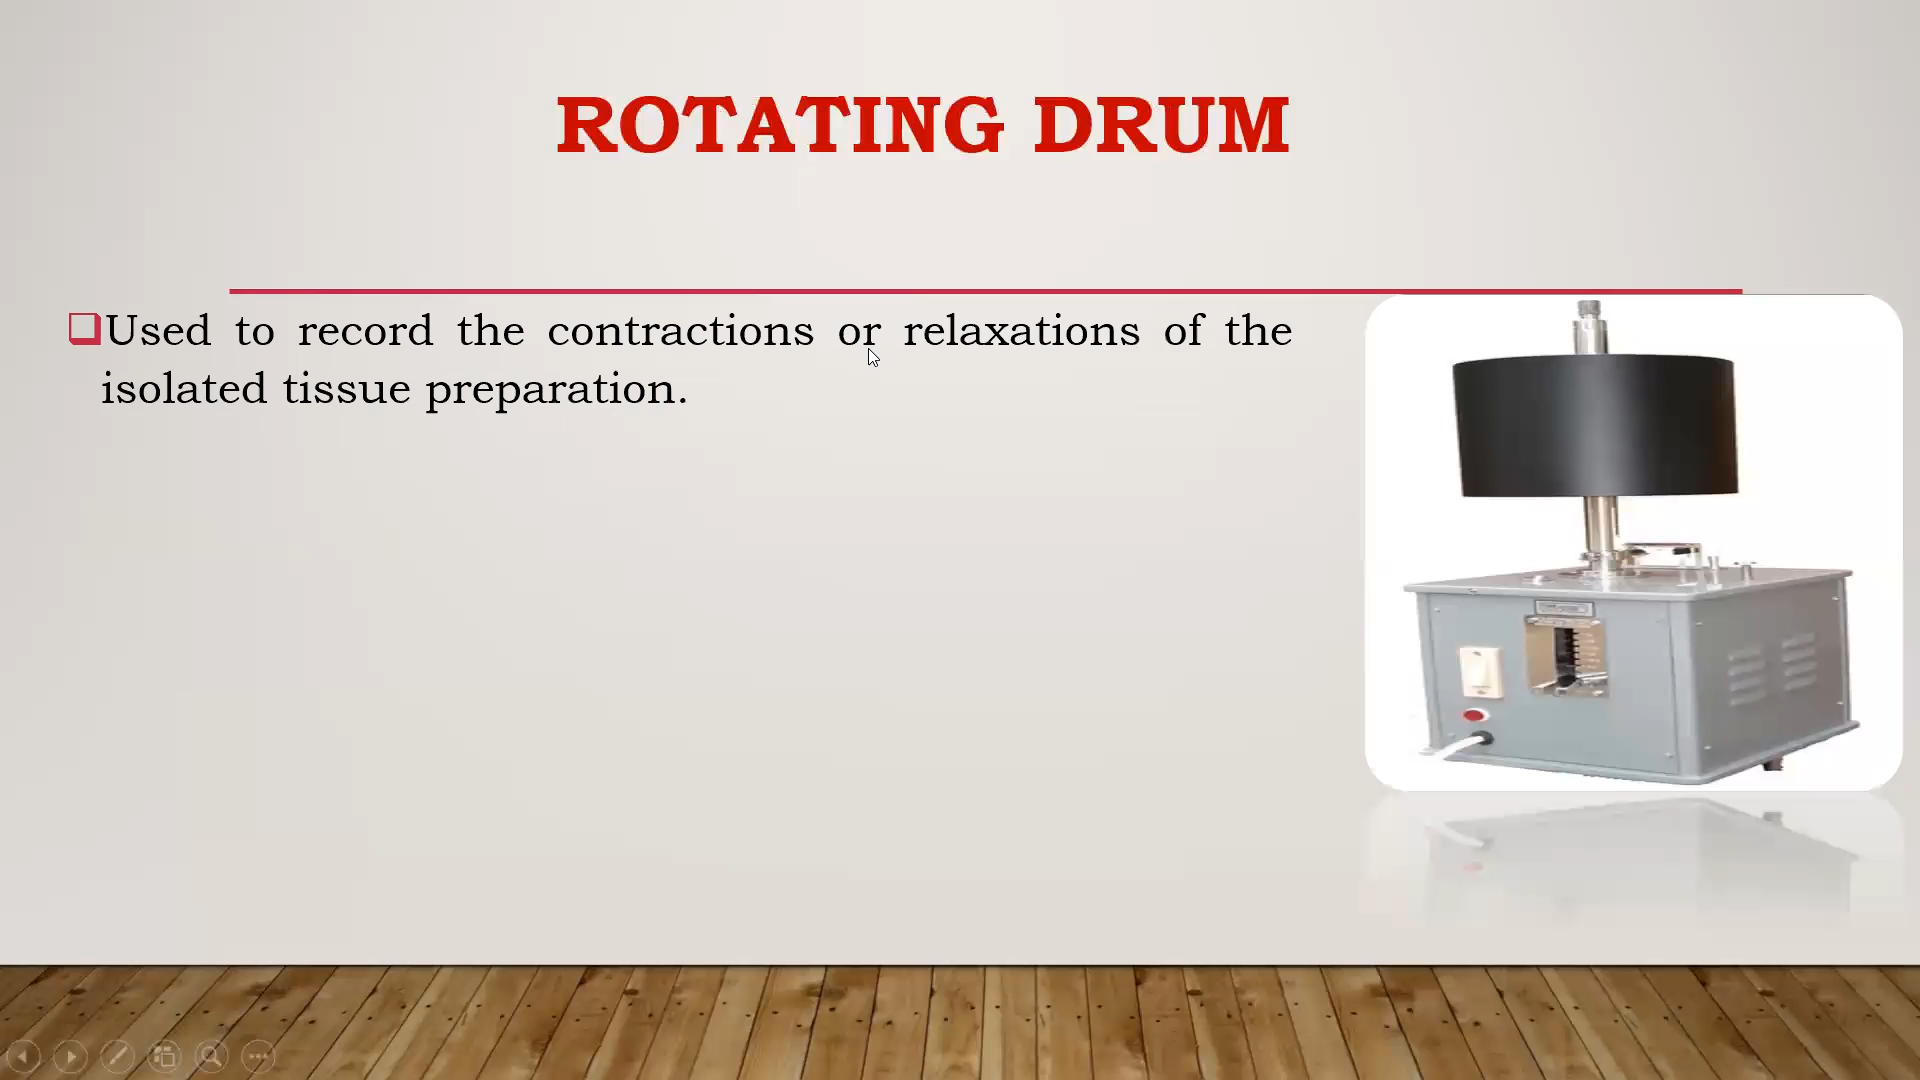 ROTATING DRUM
Used to record the contractions or relaxations of the
isolated tissue preparation.